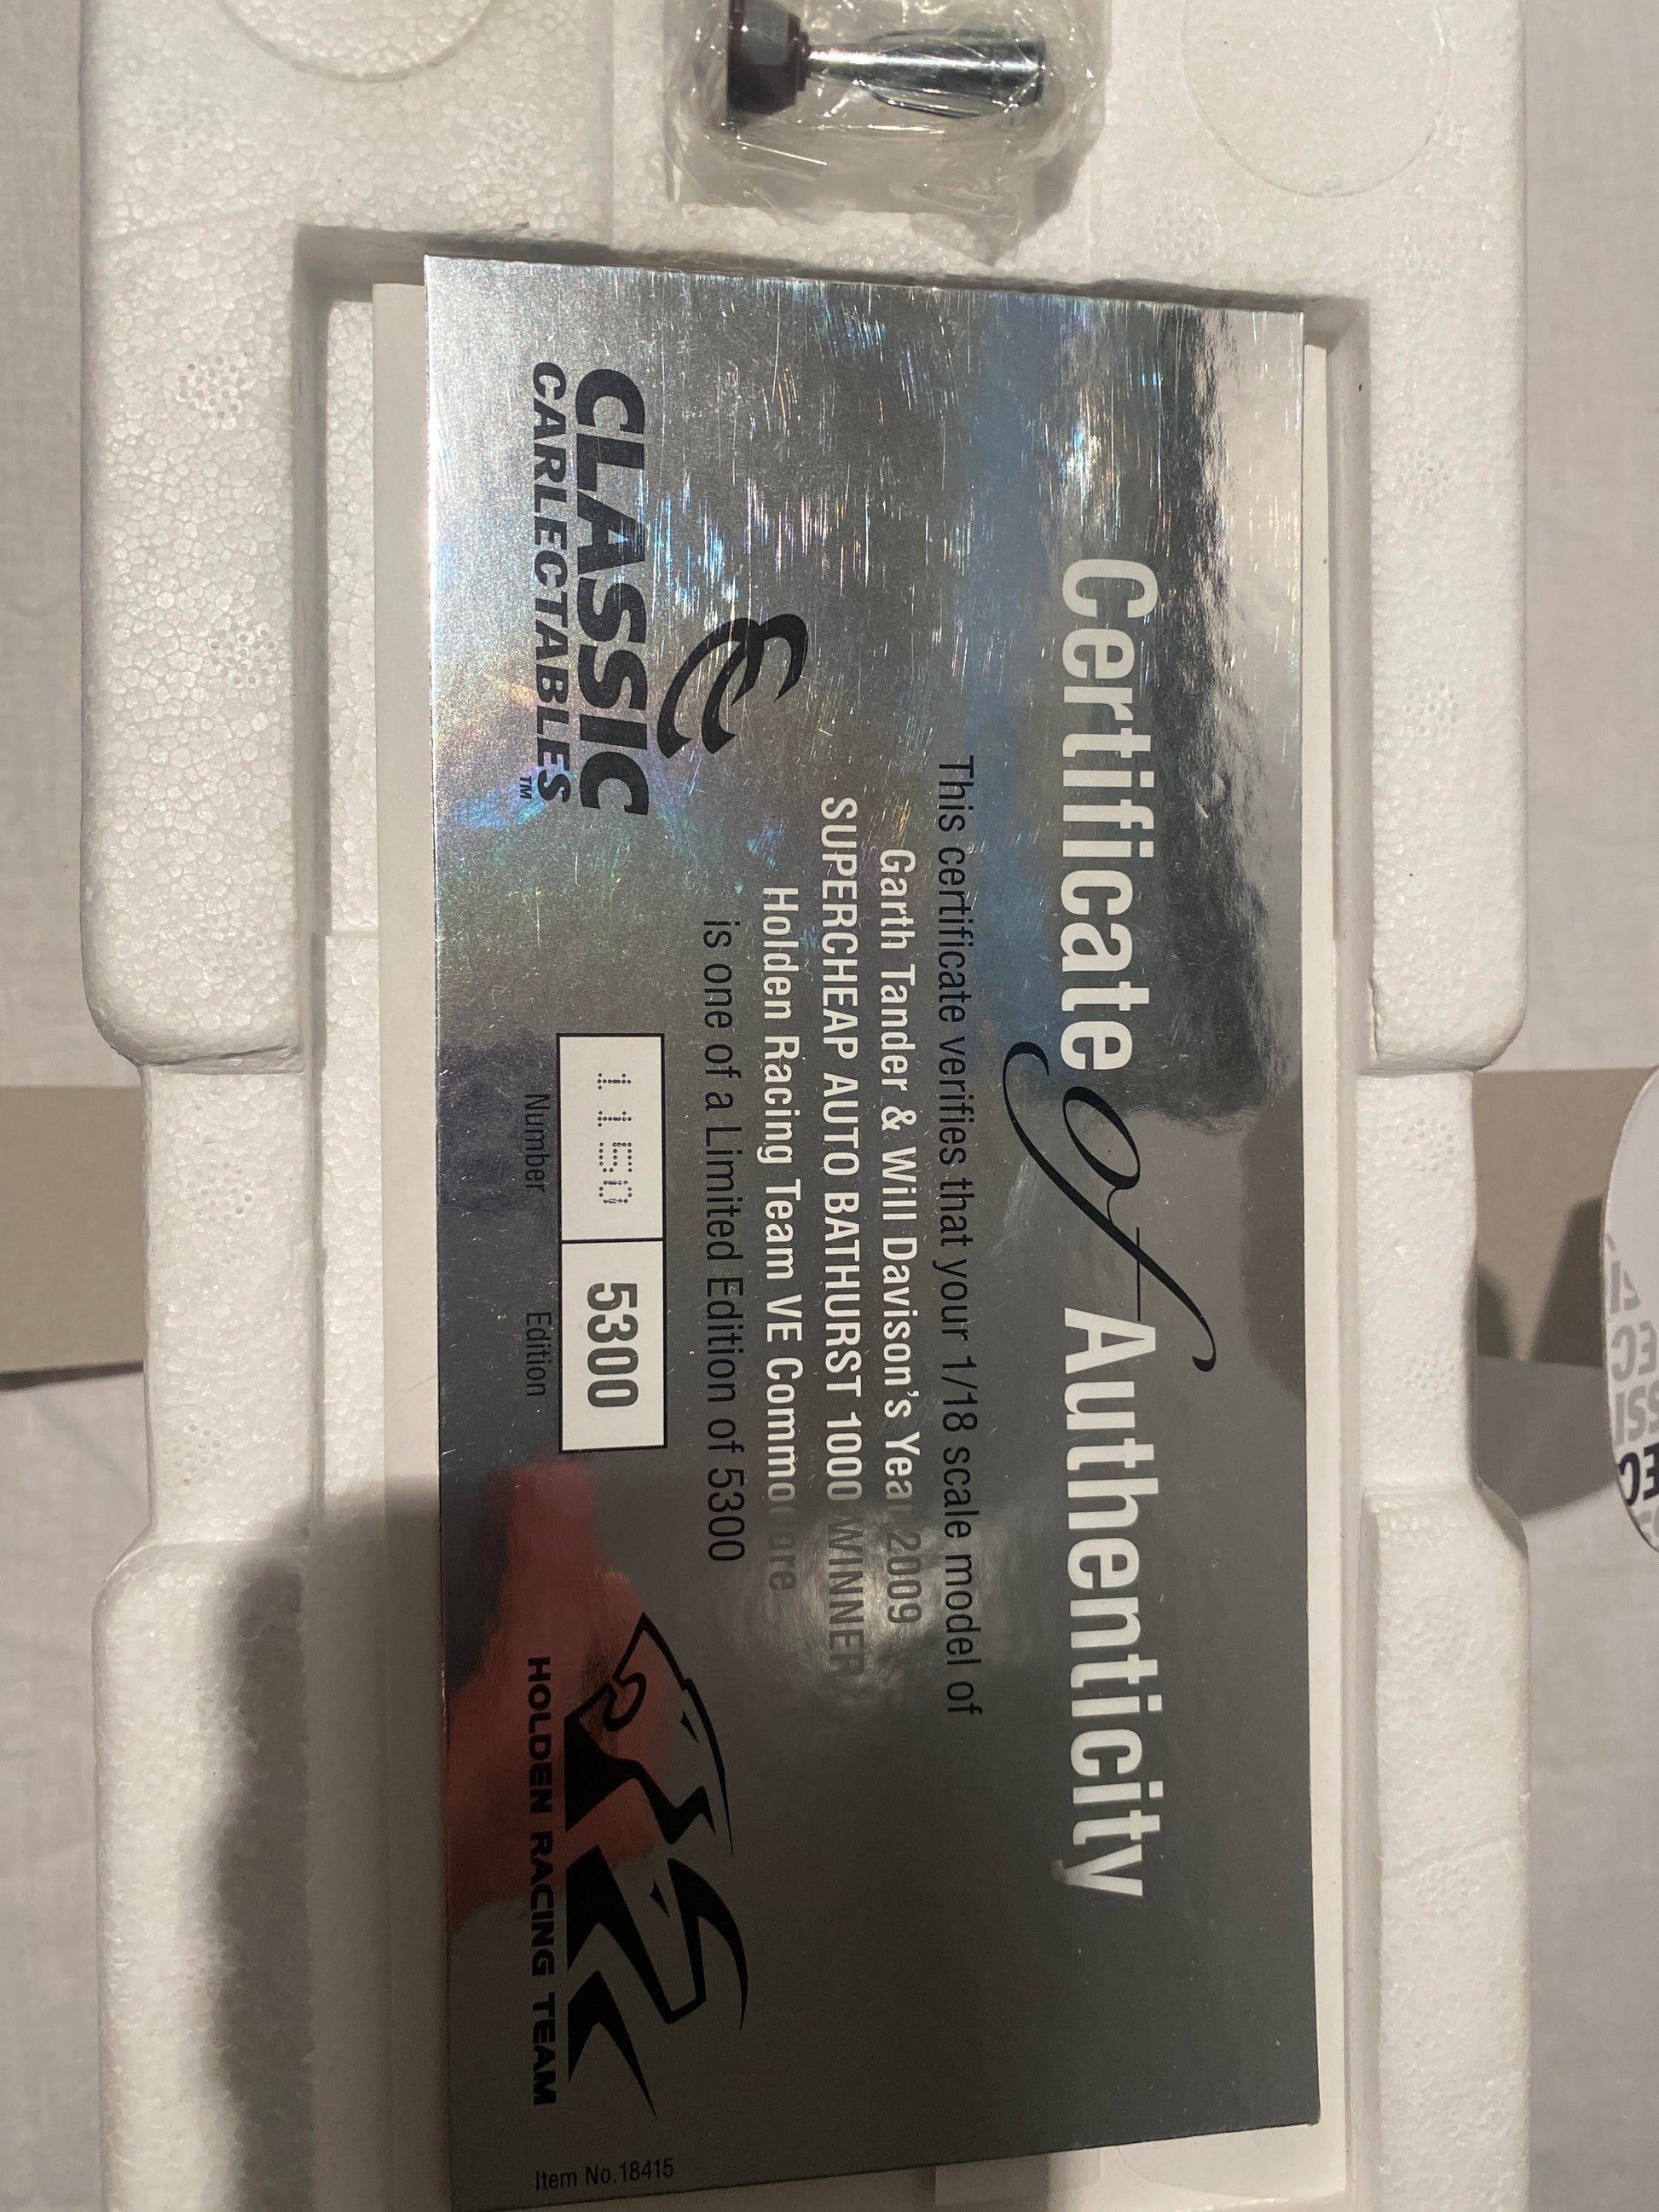 Certificate of Authenticity
This certificate verifies that your 1/18 scale model of
Garth Tander & Will Davison's Year 2009
SUPERCHEAP AUTO BATHURST 1000 WINNER
Holden Racing Team VE Commodore
is one of a Limited Edition of 5300
CLASSIC
CARLECTABLES™
1150 5300
Number Edition
HOLDEN RACING TEAM
Item No.18415